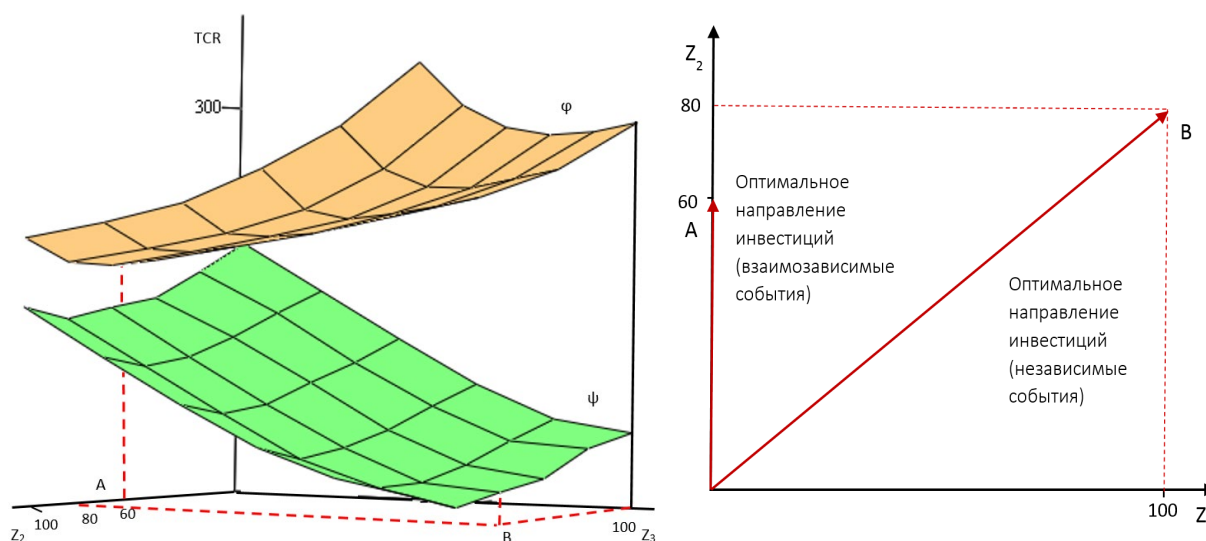 TCR
300
φ
ψ
A
Z2
100
80
60
B
100
Z3
Z2
80
60
A
Оптимальное
направление
инвестиций
(взаимозависимые
события)
B
Оптимальное
направление
инвестиций
(независимые
события)
100
Z